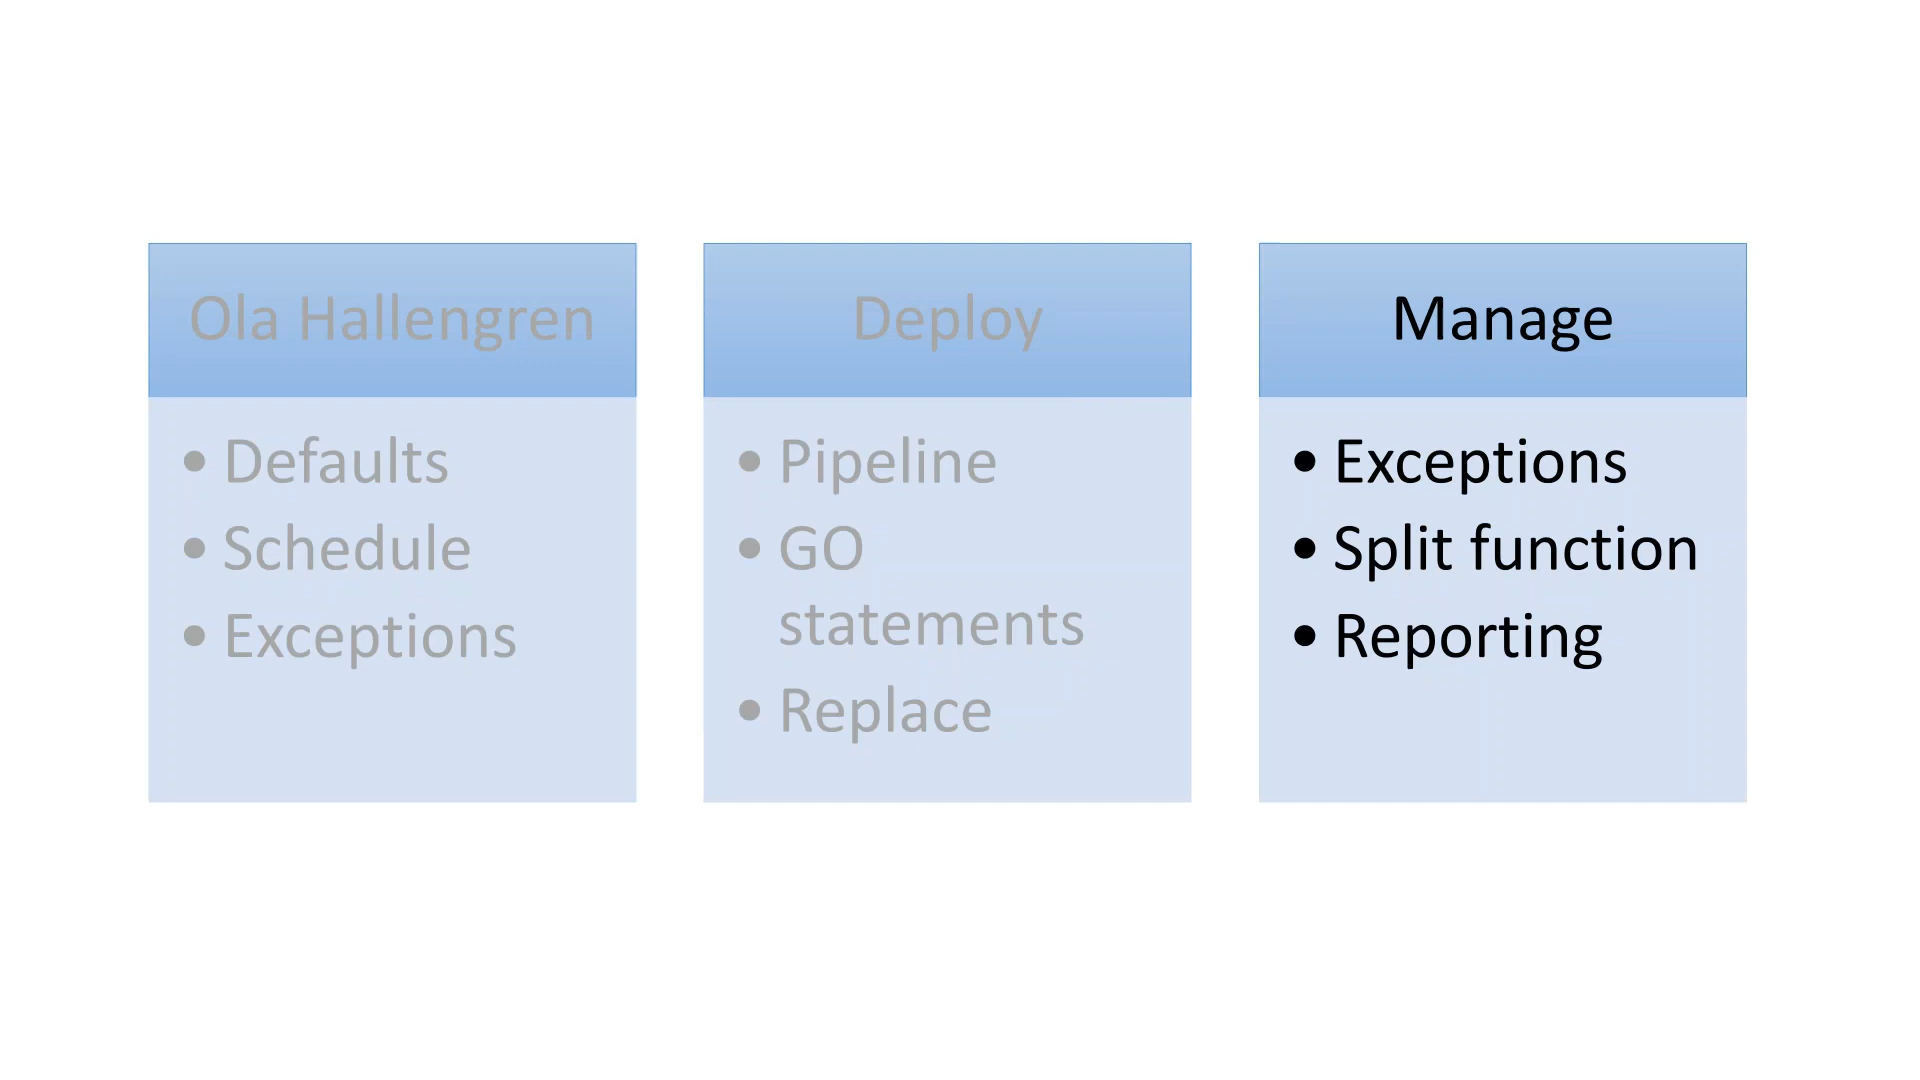 Ola Hallengren
• Defaults
• Schedule
• Exceptions
Deploy
• Pipeline
• GO
statements
• Replace
Manage
• Exceptions
• Split function
• Reporting